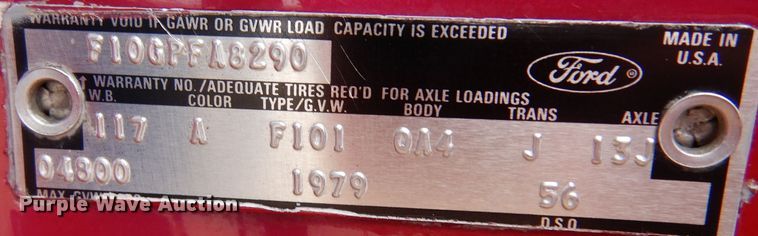 WARRANTY VOID IF GAWR OR GVWR LOAD CAPACITY IS EXCEEDED
F10GPFA8290
Ford ®
MADE IN
U.S.A.
↑ WARRANTY NO./ADEQUATE TIRES REQ'D FOR AXLE LOADINGS
W.B. COLOR TYPE/G.V.W. BODY TRANS AXLE
117 A F101 QA4 J 13J
04800 1979 56
D.S.O.
Purple Wave Auction